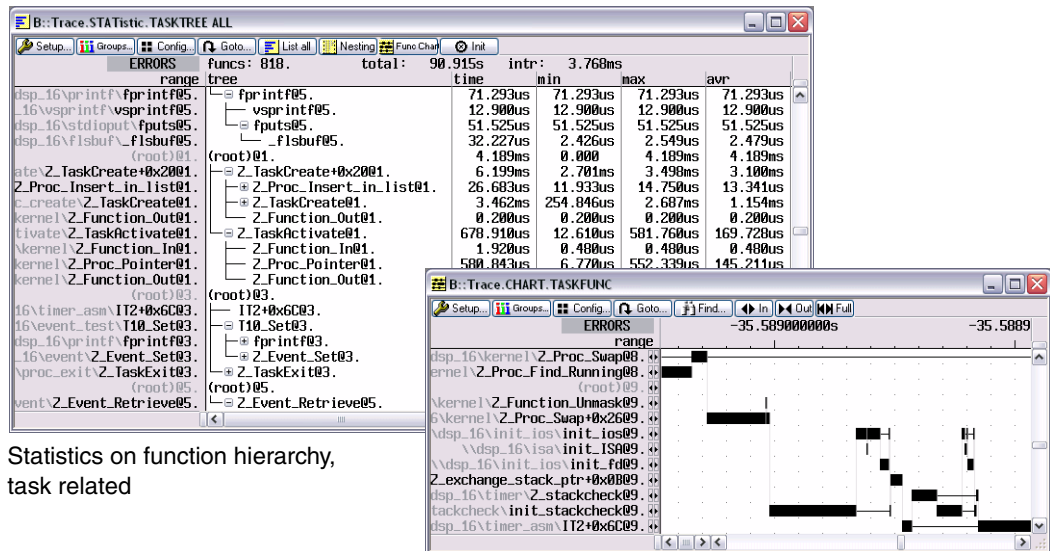 B::Trace.STATistic.TASKTREE ALL
Setup... Groups... Config... Goto... List all Nesting Func Chart Init
ERRORS funcs: 818. total: 90.915s intr: 3.768ms
range tree time min max avr
dsp_16\printf\fprintf@5. fprintf@5. 71.293us 71.293us 71.293us 71.293us
_16\vsprintf\vsprintf@5. vsprintf@5. 12.900us 12.900us 12.900us 12.900us
dsp_16\stdioput\fputs@5. fputs@5. 51.525us 51.525us 51.525us 51.525us
dsp_16\flsbuf\_flsbuf@5. _flsbuf@5. 32.227us 2.426us 2.549us 2.479us
(root)@1. (root)@1. 4.189ms 0.000 4.189ms 4.189ms
ate\Z_TaskCreate+0x20@1. Z_TaskCreate+0x20@1. 6.199ms 2.701ms 3.498ms 3.100ms
Z_Proc_Insert_in_list@1. Z_Proc_Insert_in_list@1. 26.683us 11.933us 14.750us 13.341us
c_create\Z_TaskCreate@1. Z_TaskCreate@1. 3.462ms 254.846us 2.687ms 1.154ms
kernel\Z_Function_Out@1. Z_Function_Out@1. 0.200us 0.200us 0.200us 0.200us
tivate\Z_TaskActivate@1. Z_TaskActivate@1. 678.910us 12.610us 581.760us 169.728us
\kernel\Z_Function_In@1. Z_Function_In@1. 1.920us 0.480us 0.480us 0.480us
kernel\Z_Proc_Pointer@1. Z_Proc_Pointer@1. 580.843us 6.770us 552.339us 145.211us
kernel\Z_Function_Out@1. Z_Function_Out@1.
(root)@3. (root)@3.
16\timer_asm\IT2+0x6C@3. IT2+0x6C@3.
16\event_test\T10_Set@3. T10_Set@3.
dsp_16\printf\fprintf@3. fprintf@3.
_16\event\Z_Event_Set@3. Z_Event_Set@3.
\proc_exit\Z_TaskExit@3. Z_TaskExit@3.
(root)@5. (root)@5.
vent\Z_Event_Retrieve@5. Z_Event_Retrieve@5.
B::Trace.CHART.TASKFUNC
Setup... Groups... Config... Goto... Find... In Out Full
ERRORS -35.589000000s -35.5889
range
dsp_16\kernel\Z_Proc_Swap@8.
ernel\Z_Proc_Find_Running@8.
(root)@9.
\kernel\Z_Function_Unmask@9.
6\kernel\Z_Proc_Swap+0x26@9.
\dsp_16\init_ios\init_ios@9.
\\dsp_16\isa\init_ISA@9.
\\dsp_16\init_ios\init_fd@9.
Z_exchange_stack_ptr+0x0B@9.
dsp_16\timer\Z_stackcheck@9.
tackcheck\init_stackcheck@9.
dsp_16\timer_asm\IT2+0x6C@9.
Statistics on function hierarchy,
task related